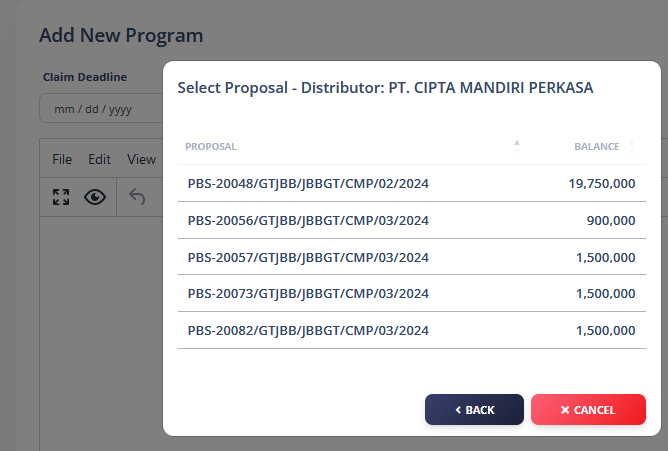 Add New Program
Claim Deadline
mm / dd / yyyy
File Edit View
Select Proposal - Distributor: PT. CIPTA MANDIRI PERKASA
PROPOSAL BALANCE
PBS-20048/GTJBB/JBBGT/CMP/02/2024 19,750,000
PBS-20056/GTJBB/JBBGT/CMP/03/2024 900,000
PBS-20057/GTJBB/JBBGT/CMP/03/2024 1,500,000
PBS-20073/GTJBB/JBBGT/CMP/03/2024 1,500,000
PBS-20082/GTJBB/JBBGT/CMP/03/2024 1,500,000
BACK CANCEL